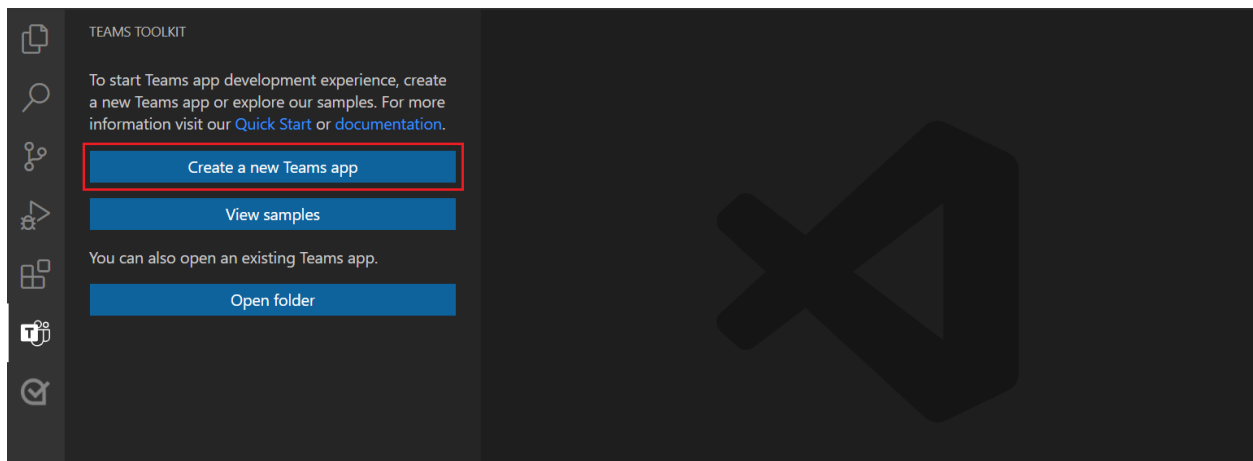 TEAMS TOOLKIT
To start Teams app development experience, create
a new Teams app or explore our samples. For more
information visit our Quick Start or documentation.
Create a new Teams app
View samples
You can also open an existing Teams app.
Open folder
T